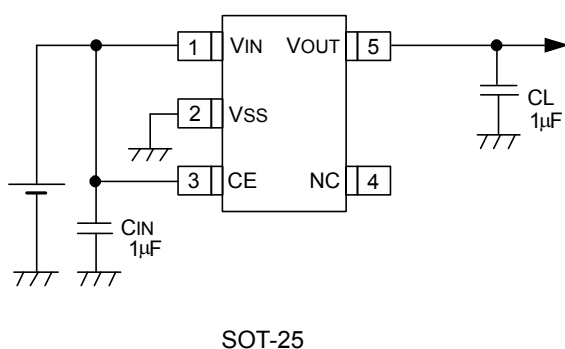 1 VIN VOUT 5
2 VSS
3 CE NC 4
CIN
1μF
CL
1μF
SOT-25